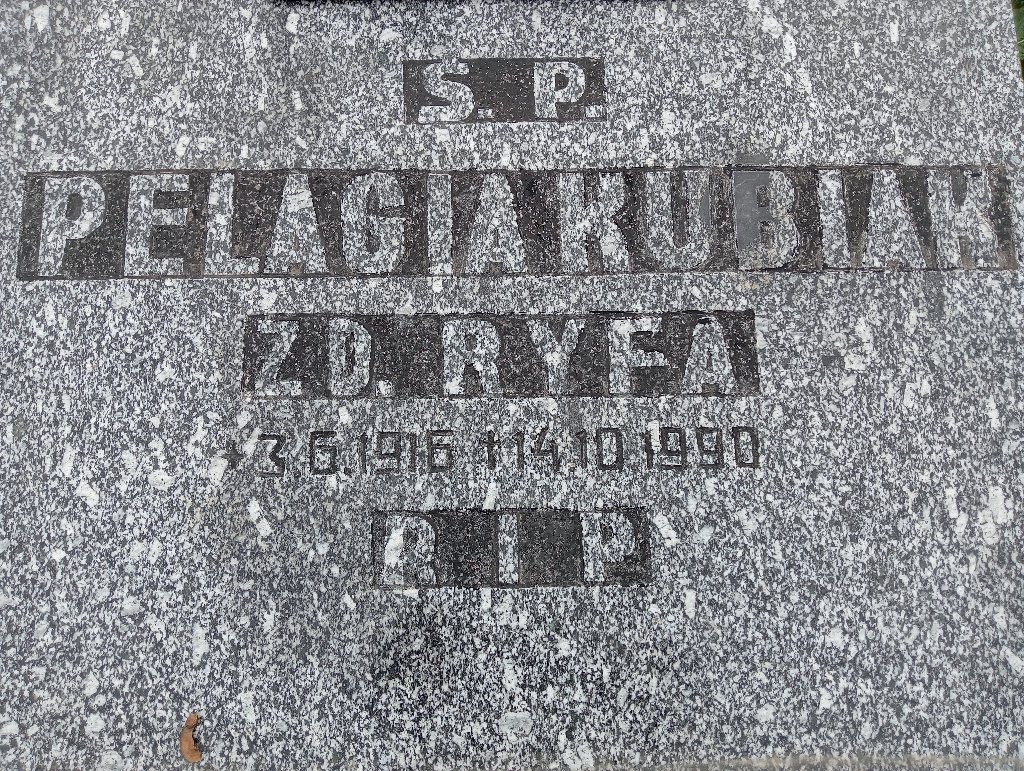 S. P.
PELAGIA KUBIAK
ZD. RYFA
* 3.6.1916 † 14.10.1990
R I P